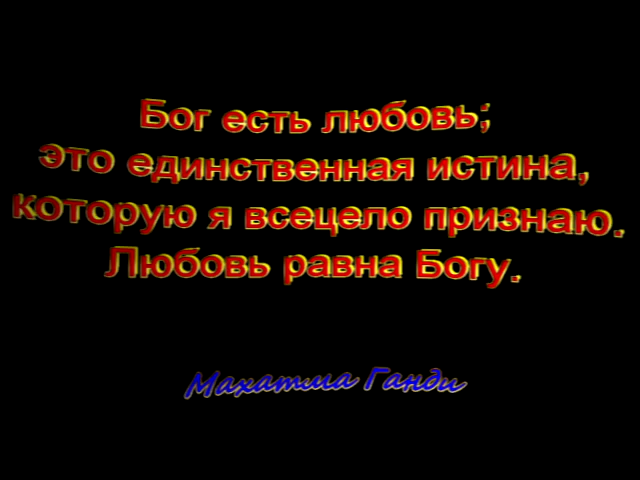 Бог есть любовь;
это единственная истина,
которую я всецело признаю.
Любовь равна Богу.
Махатма Ганди